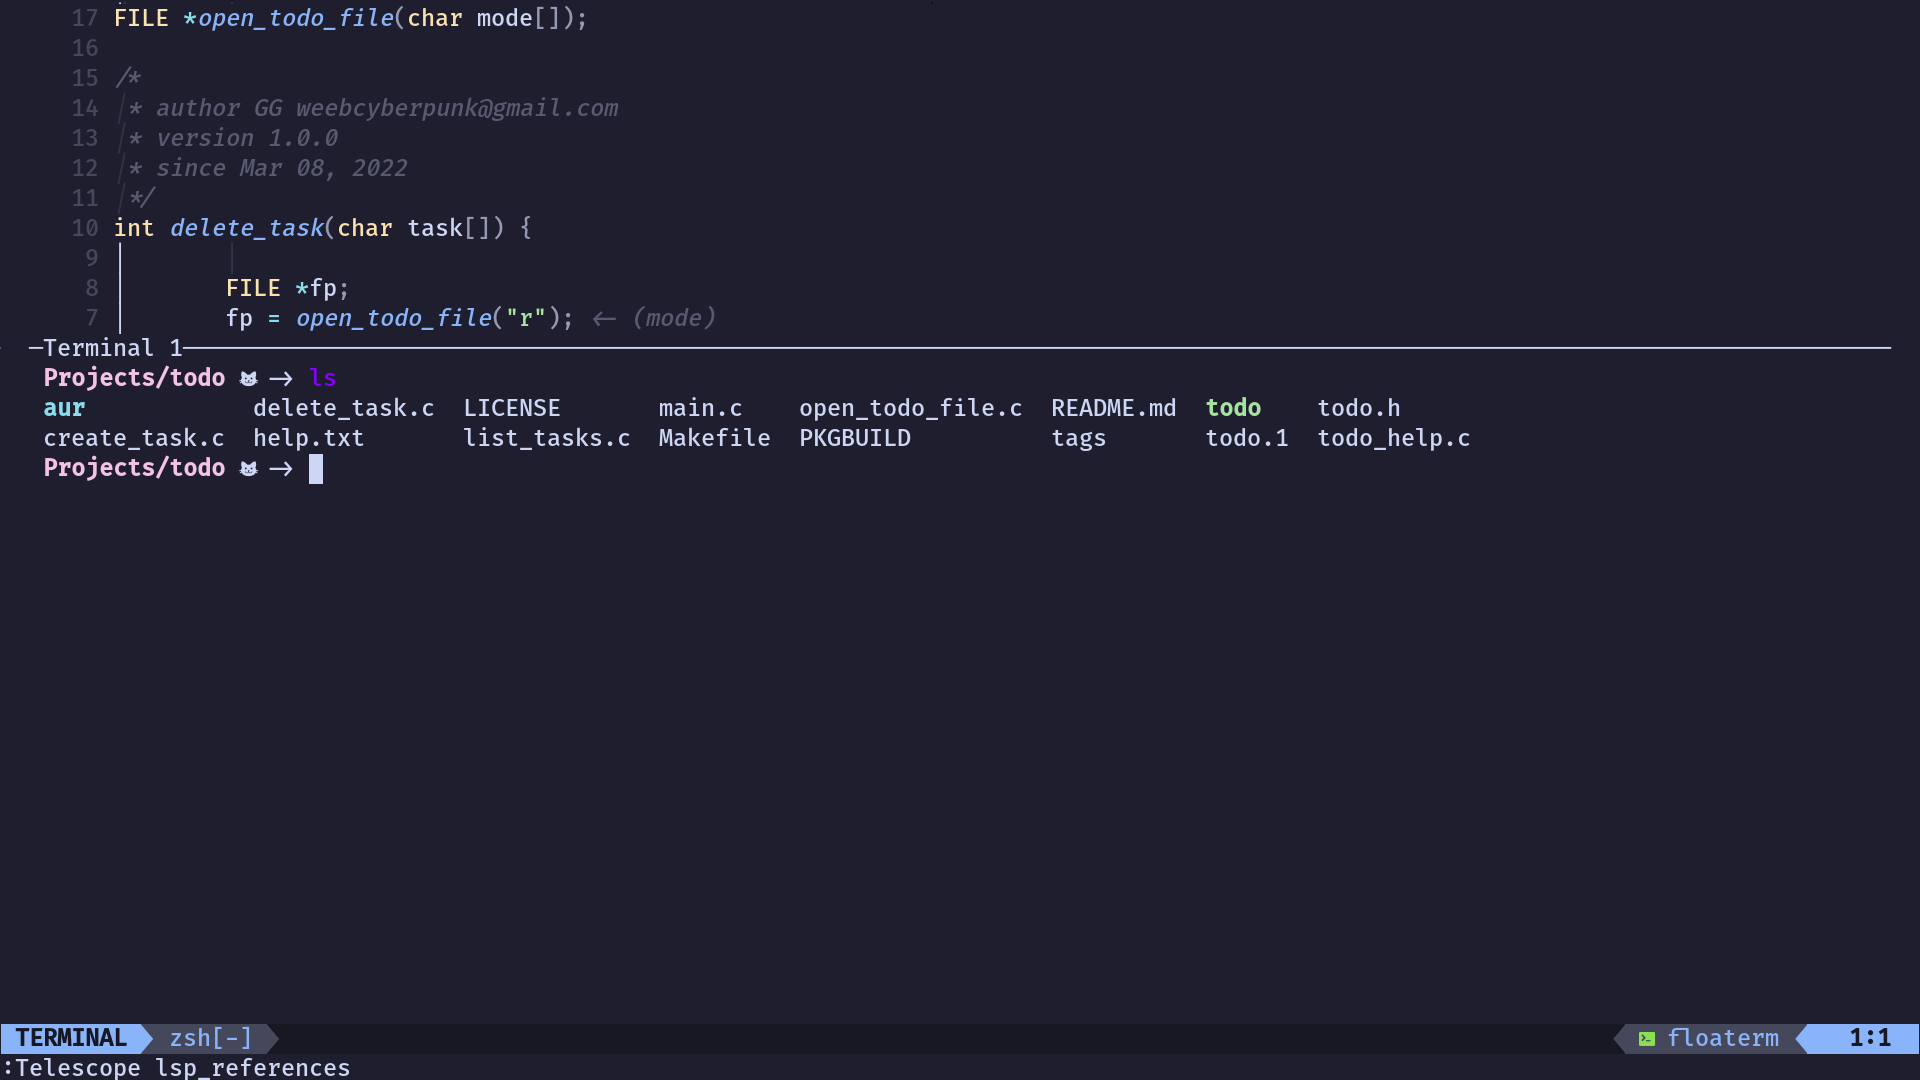 17 FILE *open_todo_file(char mode[]);
16
15 /*
14 * author GG weebcyberpunk@gmail.com
13 * version 1.0.0
12 * since Mar 08, 2022
11 */
10 int delete_task(char task[]) {
9
8 FILE *fp;
7 fp = open_todo_file("r"); <- (mode)
Terminal 1
Projects/todo 🐱 -> ls
aur delete_task.c LICENSE main.c open_todo_file.c README.md todo todo.h
create_task.c help.txt list_tasks.c Makefile PKGBUILD tags todo.1 todo_help.c
Projects/todo 🐱 ->
TERMINAL zsh[-] floaterm 1:1
:Telescope lsp_references